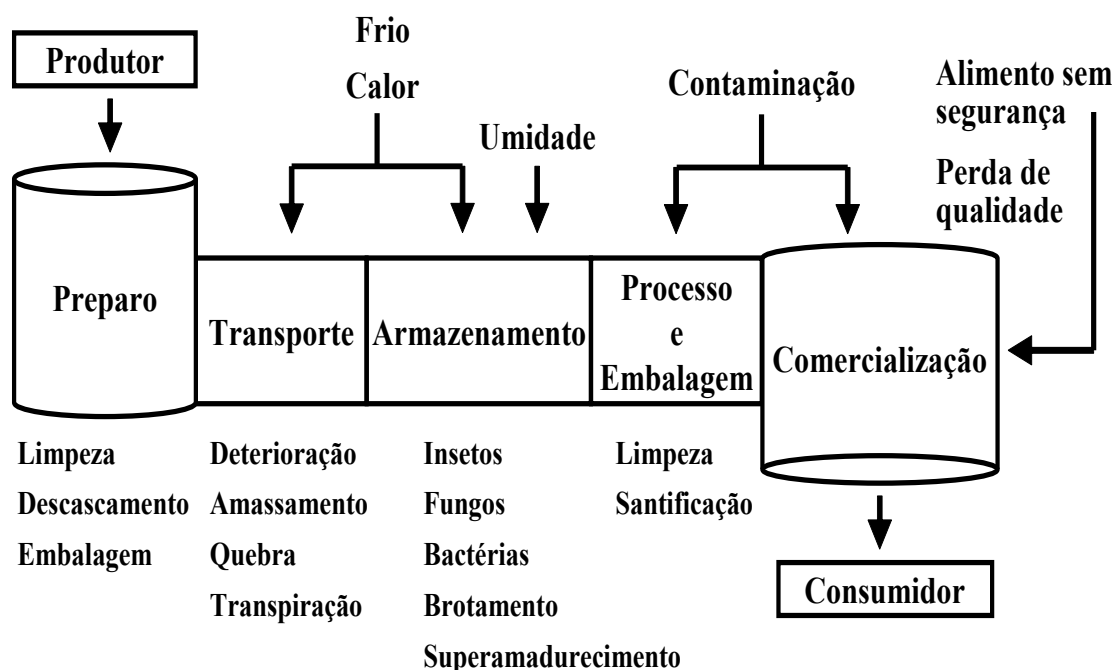 Produtor
Frio
Calor
Umidade
Contaminação
Alimento sem
segurança
Perda de
qualidade
Preparo
Transporte
Armazenamento
Processo
e
Embalagem
Comercialização
Limpeza
Descascamento
Embalagem
Deterioração
Amassamento
Quebra
Transpiração
Insetos
Fungos
Bactérias
Brotamento
Superamadurecimento
Limpeza
Santificação
Consumidor